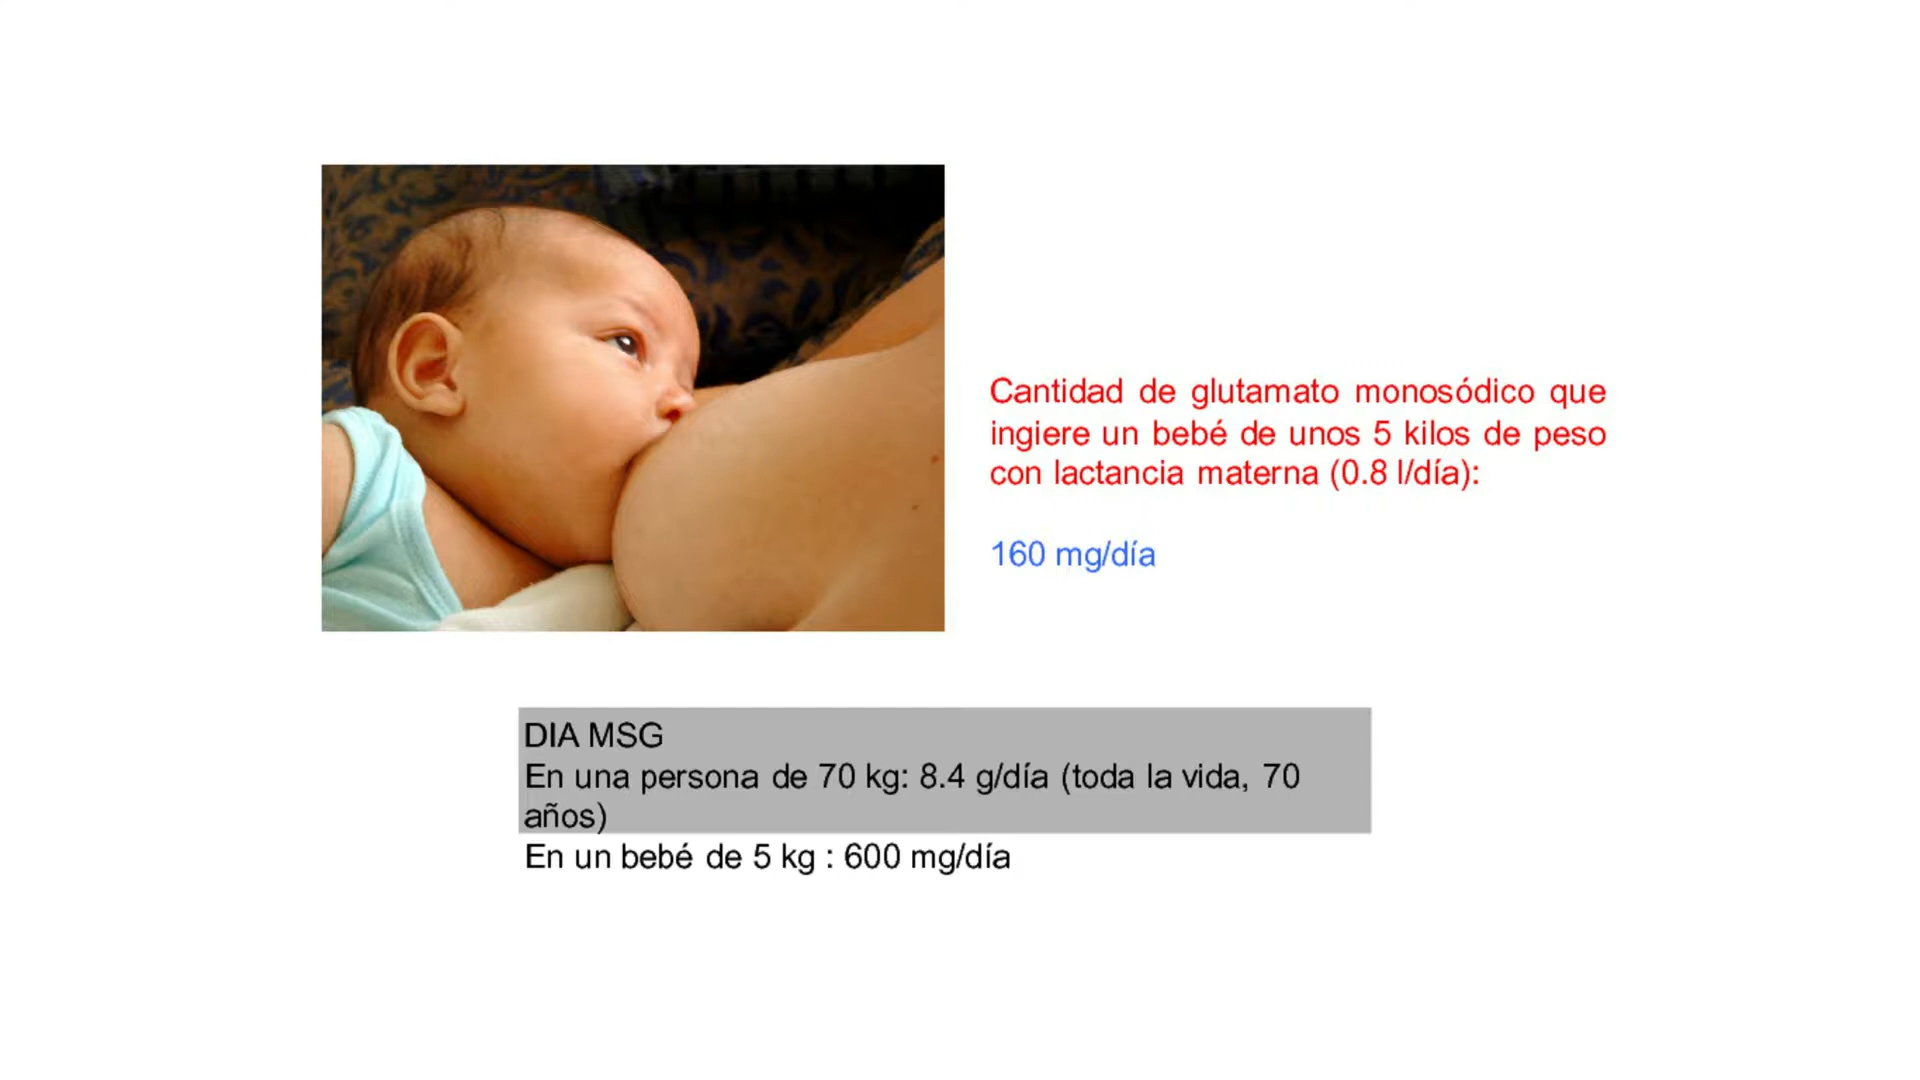 Cantidad de glutamato monosódico que
ingiere un bebé de unos 5 kilos de peso
con lactancia materna (0.8 l/día):
160 mg/día
DIA MSG
En una persona de 70 kg: 8.4 g/día (toda la vida, 70
años)
En un bebé de 5 kg : 600 mg/día